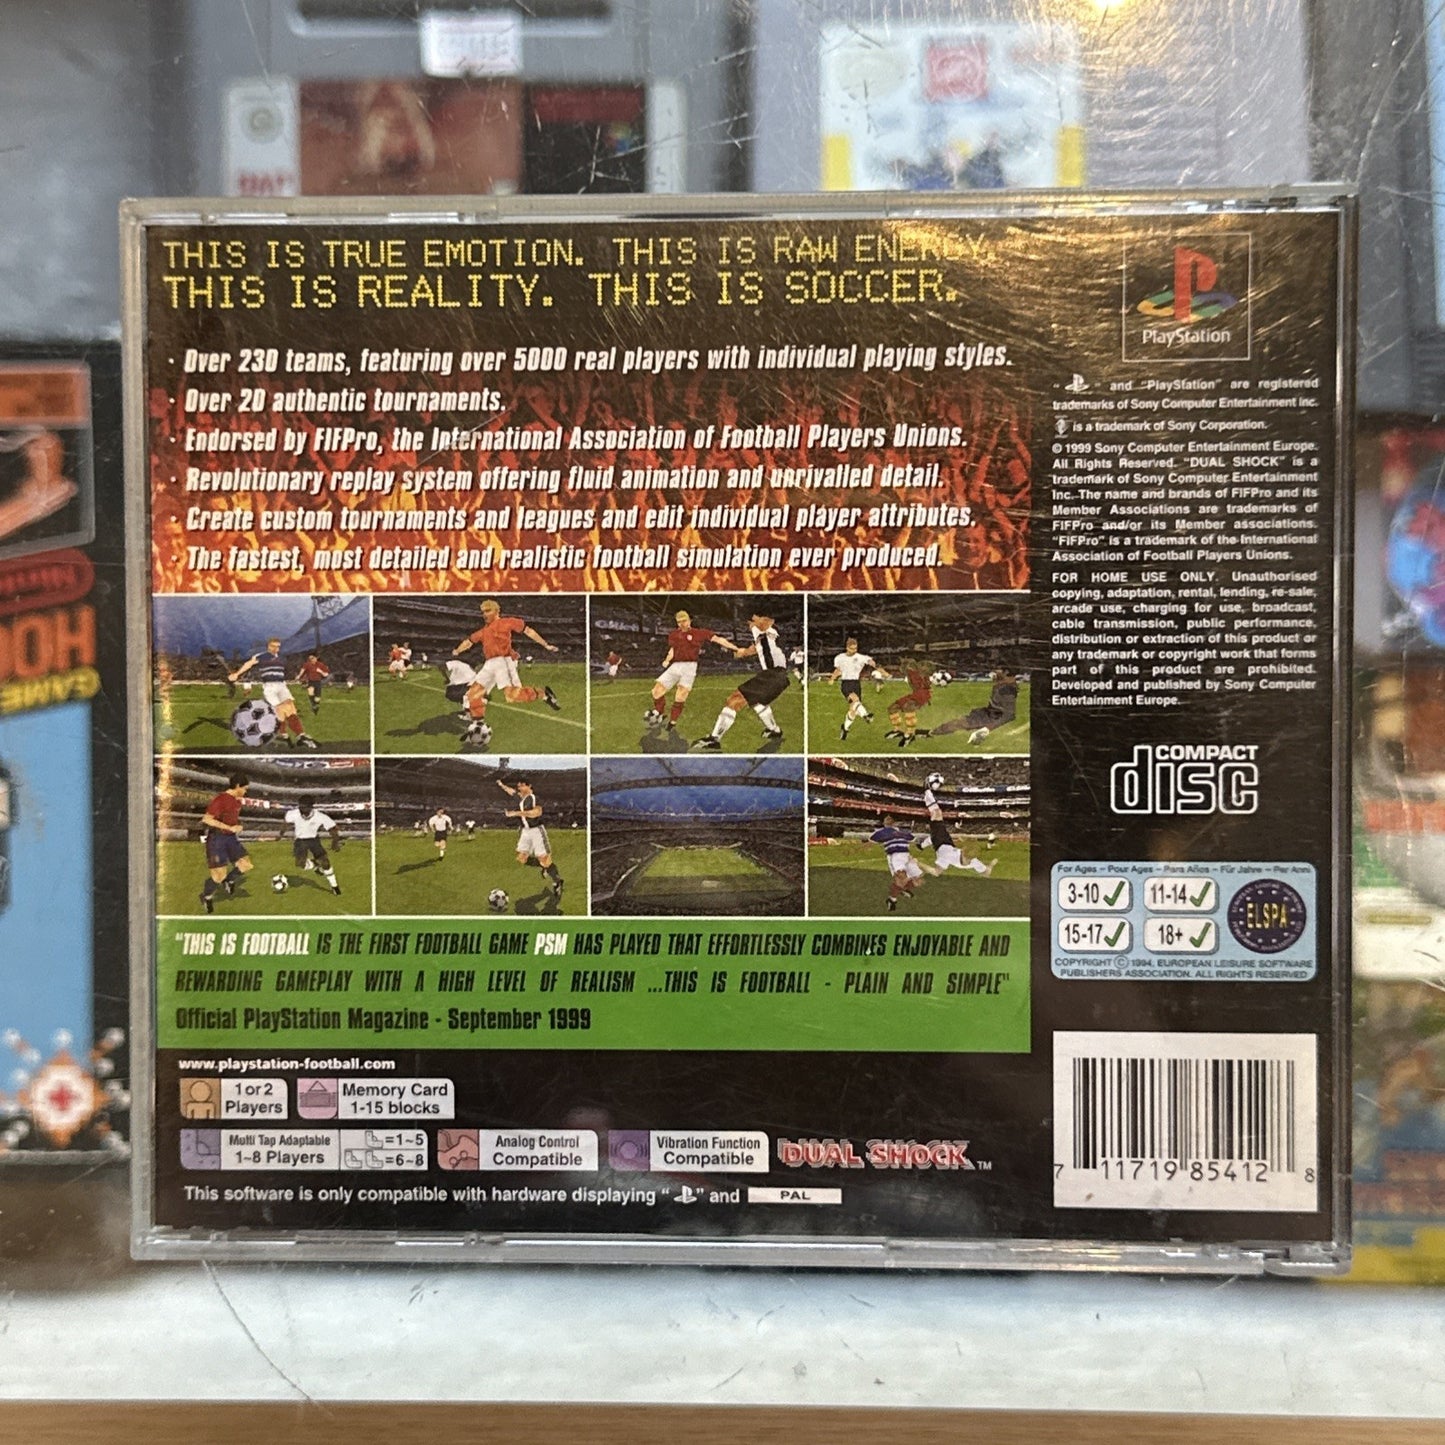 THIS IS TRUE EMOTION. THIS IS RAW ENERGY.
THIS IS REALITY. THIS IS SOCCER.
· Over 230 teams, featuring over 5000 real players with individual playing styles.
· Over 20 authentic tournaments.
· Endorsed by FIFPro, the International Association of Football Players Unions.
· Revolutionary replay system offering fluid animation and unrivalled detail.
· Create custom tournaments and leagues and edit individual player attributes.
· The fastest, most detailed and realistic football simulation ever produced.
"THIS IS FOOTBALL IS THE FIRST FOOTBALL GAME PSM HAS PLAYED THAT EFFORTLESSLY COMBINES ENJOYABLE AND
REWARDING GAMEPLAY WITH A HIGH LEVEL OF REALISM ...THIS IS FOOTBALL - PLAIN AND SIMPLE"
Official PlayStation Magazine - September 1999
www.playstation-football.com
1 or 2
Players
Memory Card
1-15 blocks
Multi Tap Adaptable
1~8 Players
=1~5
=6~8
Analog Control
Compatible
Vibration Function
Compatible
DUAL SHOCK™
This software is only compatible with hardware displaying " " and PAL
PlayStation
" " and "PlayStation" are registered
trademarks of Sony Computer Entertainment Inc.
is a trademark of Sony Corporation.
© 1999 Sony Computer Entertainment Europe.
All Rights Reserved. "DUAL SHOCK" is a
trademark of Sony Computer Entertainment
Inc. The name and brands of FIFPro and its
Member Associations are trademarks of
FIFPro and/or its Member associations.
"FIFPro" is a trademark of the International
Association of Football Players Unions.
FOR HOME USE ONLY. Unauthorised
copying, adaptation, rental, lending, re-sale,
arcade use, charging for use, broadcast,
cable transmission, public performance,
distribution or extraction of this product or
any trademark or copyright work that forms
part of this product are prohibited.
Developed and published by Sony Computer
Entertainment Europe.
COMPACT
disc
For Ages - Pour Ages - Para Años - Für Jahre - Per Anni
3-10
11-14
15-17
18+
ELSPA
COPYRIGHT © 1994, EUROPEAN LEISURE SOFTWARE
PUBLISHERS ASSOCIATION. ALL RIGHTS RESERVED
7 11719 85412 8